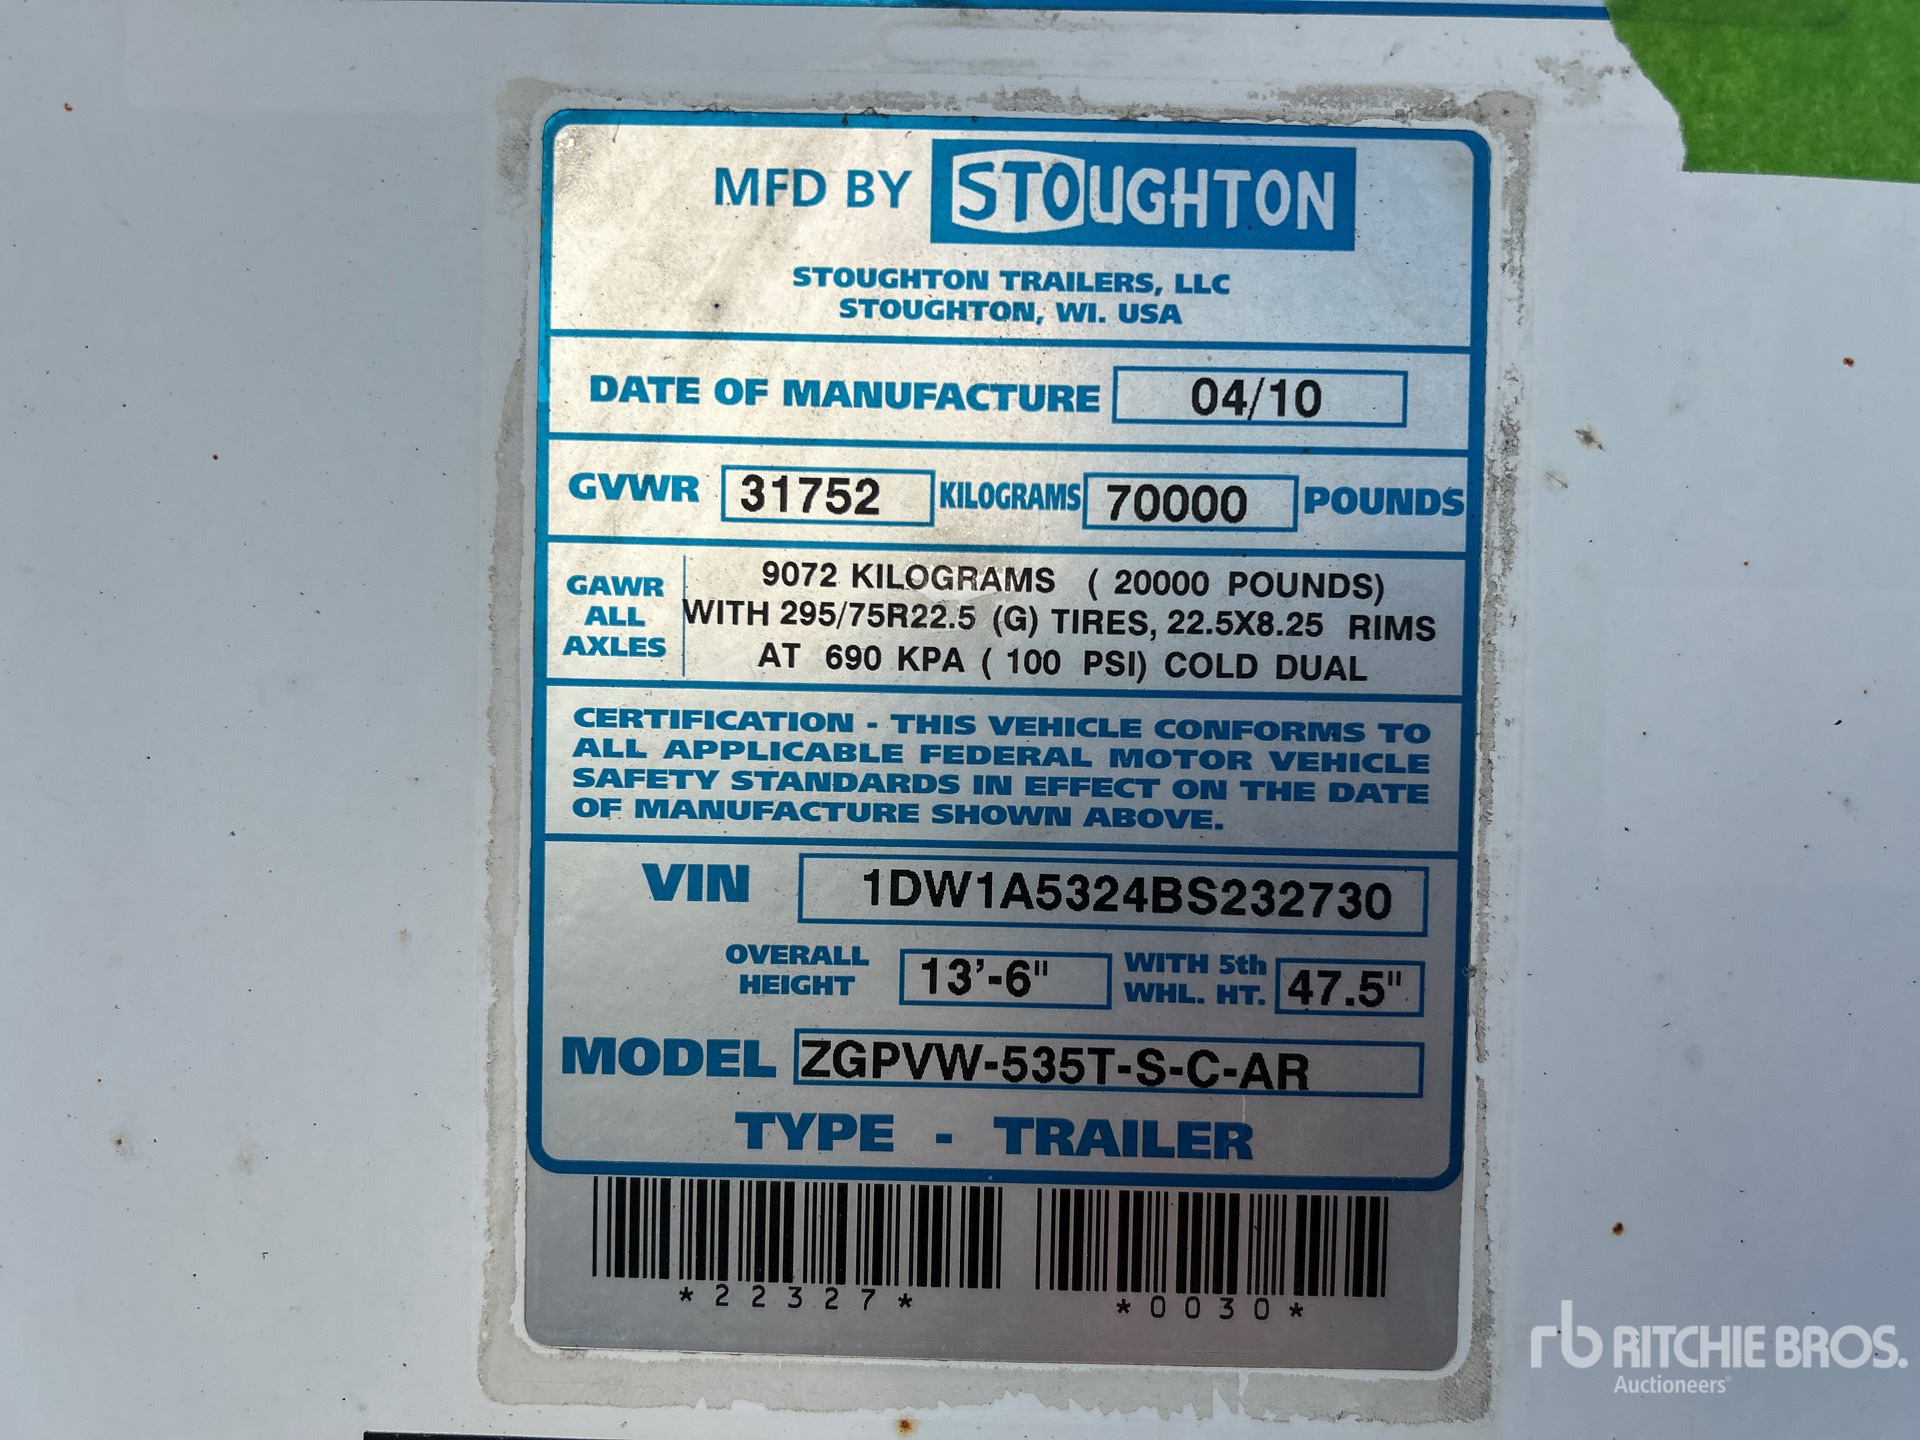 MFD BY STOUGHTON
STOUGHTON TRAILERS, LLC
STOUGHTON, WI. USA
DATE OF MANUFACTURE 04/10
GVWR 31752 KILOGRAMS 70000 POUNDS
GAWR ALL AXLES
9072 KILOGRAMS ( 20000 POUNDS)
WITH 295/75R22.5 (G) TIRES, 22.5X8.25 RIMS
AT 690 KPA ( 100 PSI) COLD DUAL
CERTIFICATION - THIS VEHICLE CONFORMS TO
ALL APPLICABLE FEDERAL MOTOR VEHICLE
SAFETY STANDARDS IN EFFECT ON THE DATE
OF MANUFACTURE SHOWN ABOVE.
VIN 1DW1A5324BS232730
OVERALL HEIGHT 13'-6" WITH 5th WHL. HT. 47.5"
MODEL ZGPVW-535T-S-C-AR
TYPE - TRAILER
*22327* *0030*
rb RITCHIE BROS.
Auctioneers